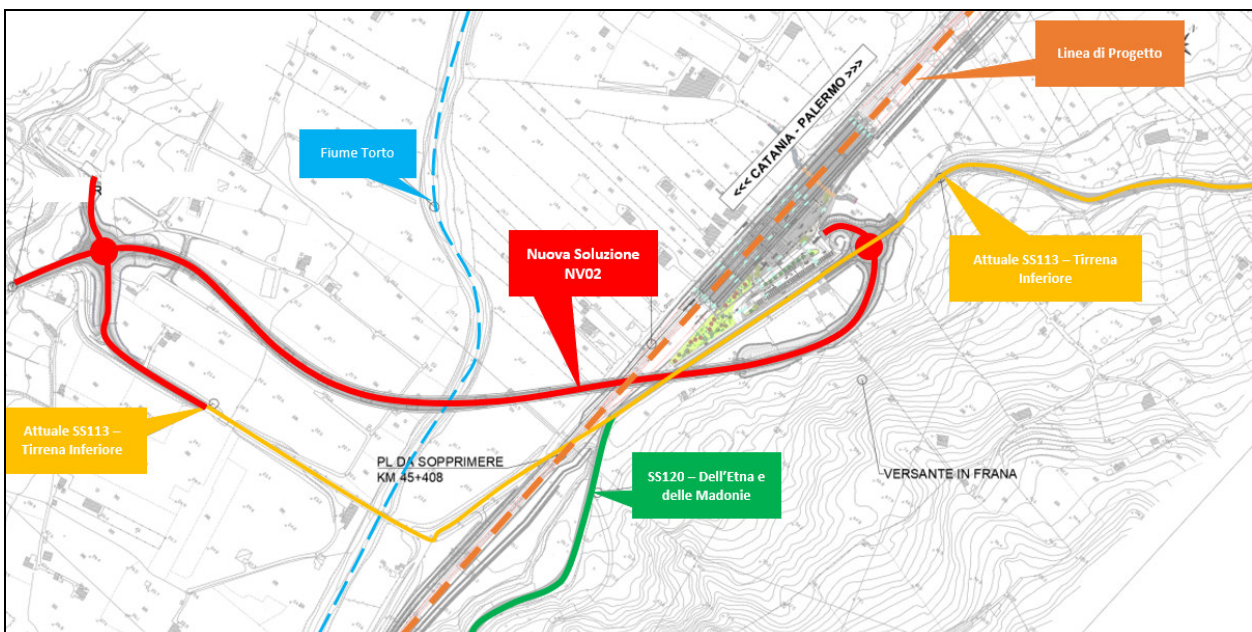 Linea di
Progetto
<<< CATANIA - PALERMO >>>
Fiume Torto
R
Nuova Soluzione
NV02
Attuale SS113 – Tirrena
Inferiore
Attuale SS113 –
Tirrena Inferiore
PL DA SOPPRIMERE
KM 45+408
SS120 – Dell'Etna e
delle Madonie
VERSANTE IN FRANA